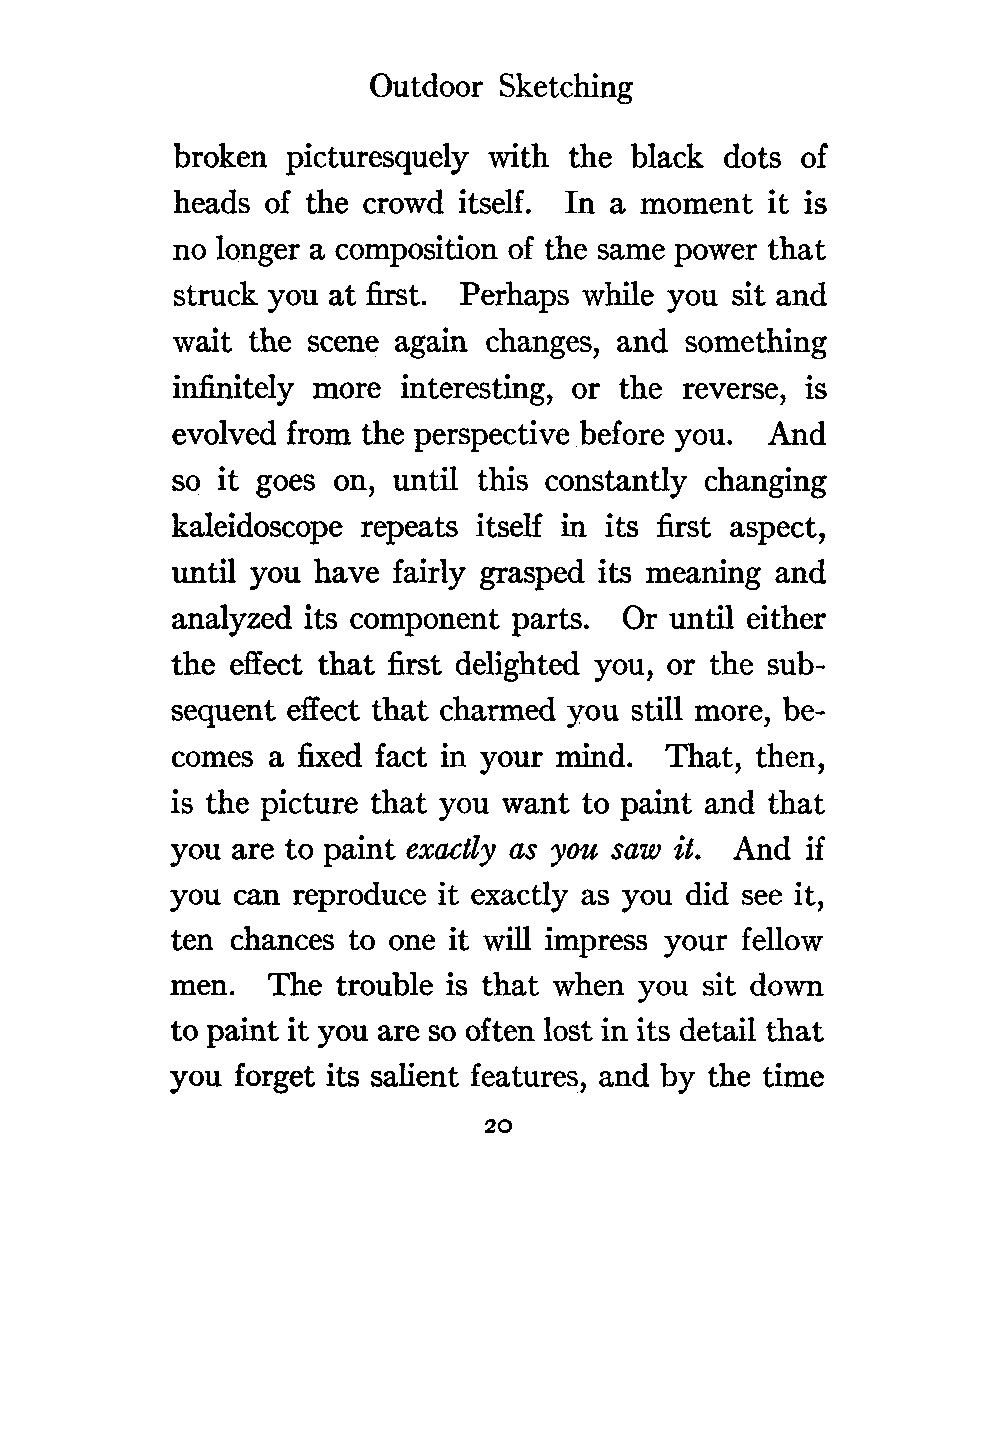 Outdoor Sketching
broken picturesquely with the black dots of
heads of the crowd itself. In a moment it is
no longer a composition of the same power that
struck you at first. Perhaps while you sit and
wait the scene again changes, and something
infinitely more interesting, or the reverse, is
evolved from the perspective before you. And
so it goes on, until this constantly changing
kaleidoscope repeats itself in its first aspect,
until you have fairly grasped its meaning and
analyzed its component parts. Or until either
the effect that first delighted you, or the sub-
sequent effect that charmed you still more, be-
comes a fixed fact in your mind. That, then,
is the picture that you want to paint and that
you are to paint exactly as you saw it. And if
you can reproduce it exactly as you did see it,
ten chances to one it will impress your fellow
men. The trouble is that when you sit down
to paint it you are so often lost in its detail that
you forget its salient features, and by the time
20